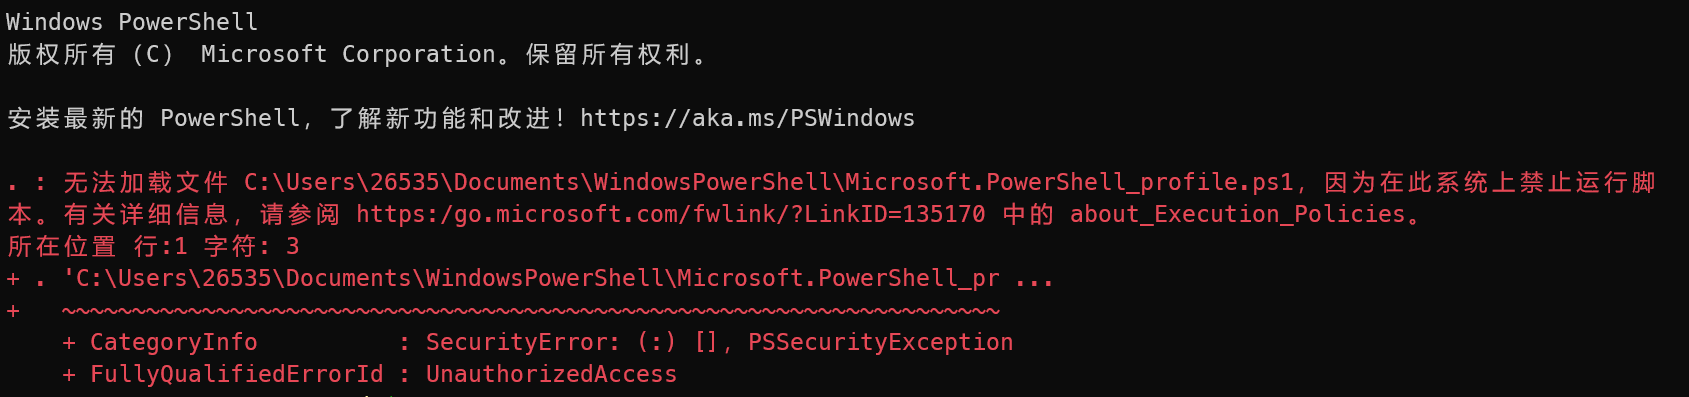 Windows PowerShell
版权所有（C） Microsoft Corporation。保留所有权利。
安装最新的 PowerShell，了解新功能和改进！https://aka.ms/PSWindows
. : 无法加载文件 C:\Users\26535\Documents\WindowsPowerShell\Microsoft.PowerShell_profile.ps1，因为在此系统上禁止运行脚
本。有关详细信息，请参阅 https:/go.microsoft.com/fwlink/?LinkID=135170 中的 about_Execution_Policies。
所在位置 行:1 字符: 3
+ . 'C:\Users\26535\Documents\WindowsPowerShell\Microsoft.PowerShell_pr ...
+   ~~~~~~~~~~~~~~~~~~~~~~~~~~~~~~~~~~~~~~~~~~~~~~~~~~~~~~~~~~~~~~~~~~~
    + CategoryInfo          : SecurityError: (:) []，PSSecurityException
    + FullyQualifiedErrorId : UnauthorizedAccess